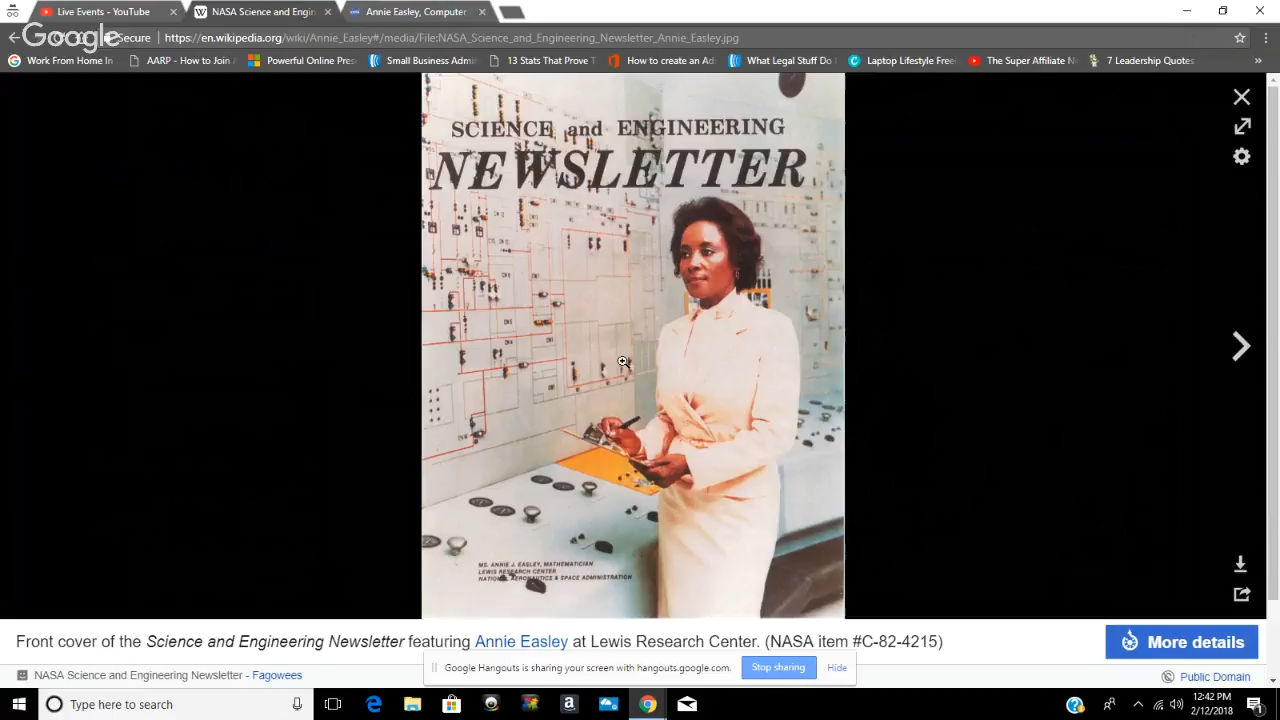 Live Events - YouTube
NASA Science and Engin
Annie Easley, Computer
Google
Secure
https://en.wikipedia.org/wiki/Annie_Easley#/media/File:NASA_Science_and_Engineering_Newsletter_Annie_Easley.jpg
Work From Home In
AARP - How to Join /
Powerful Online Pres
Small Business Admi
13 Stats That Prove T
How to create an Ad
What Legal Stuff Do
Laptop Lifestyle Free
The Super Affiliate N
7 Leadership Quotes
SCIENCE and ENGINEERING
NEWSLETTER
MS. ANNIE J. EASLEY, MATHEMATICIAN
LEWIS RESEARCH CENTER
NATIONAL AERONAUTICS & SPACE ADMINISTRATION
Front cover of the Science and Engineering Newsletter featuring Annie Easley at Lewis Research Center. (NASA item #C-82-4215)
More details
Google Hangouts is sharing your screen with hangouts.google.com.
Stop sharing
Hide
and Engineering Newsletter - Fagowees
Public Domain
Type here to search
12:42 PM
2/12/2018